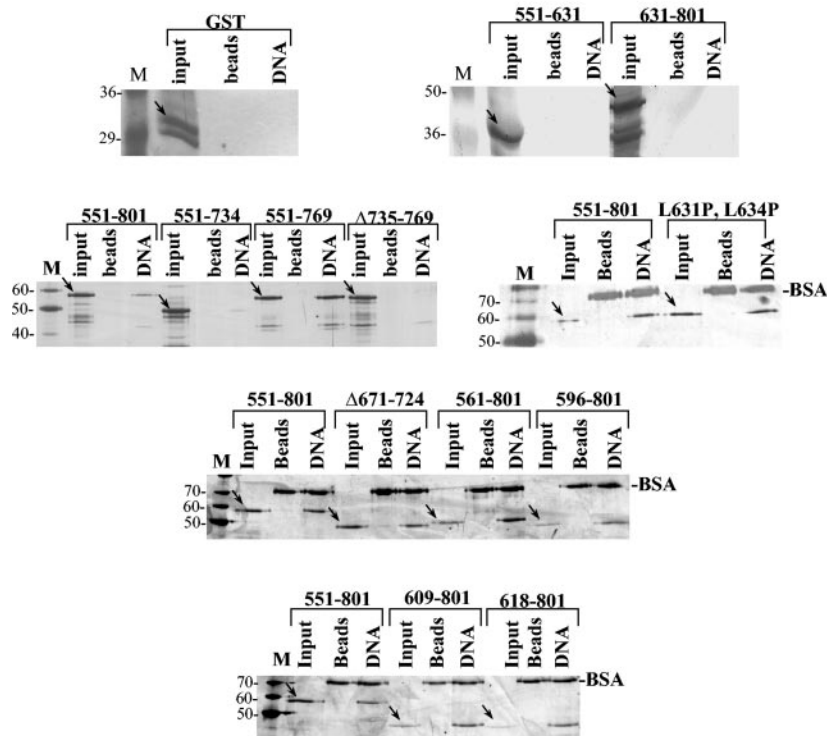 GST
M input beads DNA
36-
29-
551-631 631-801
M input beads DNA input beads DNA
50-
36-
551-801 551-734 551-769 Δ735-769
M input beads DNA input beads DNA input beads DNA input beads DNA
60-
50-
40-
551-801 L631P, L634P
M Input Beads DNA Input Beads DNA
-BSA
70-
60-
50-
551-801 Δ671-724 561-801 596-801
M Input Beads DNA Input Beads DNA Input Beads DNA Input Beads DNA
-BSA
70-
60-
50-
551-801 609-801 618-801
M Input Beads DNA Input Beads DNA Input Beads DNA
-BSA
70-
60-
50-